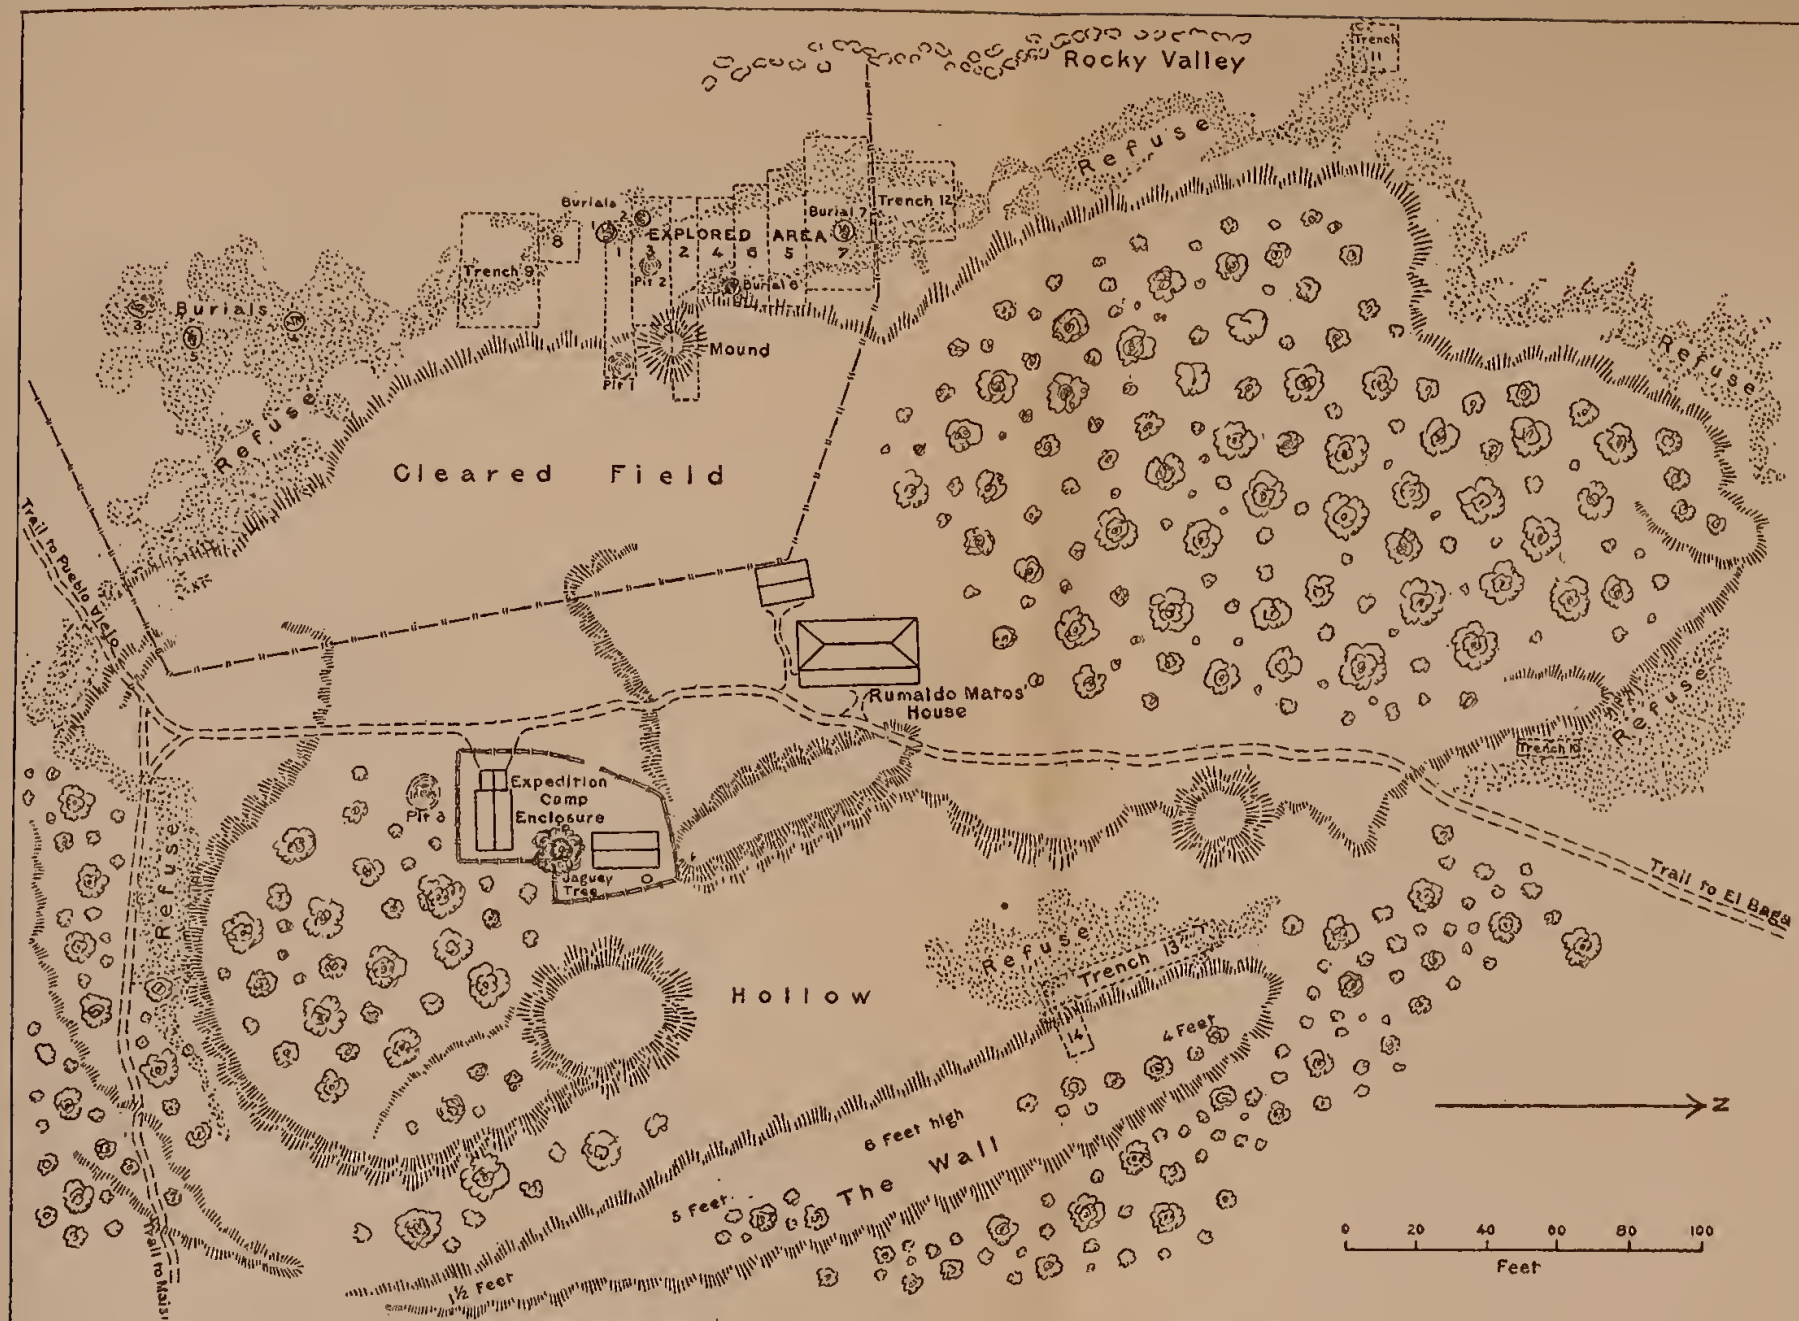 Rocky Valley
Trench
11
Refuse
Burials
2
1
EXPLORED AREA
1
3
2
4
6
5
7
Burial 7
Trench 12
8
Trench 9
Pit 2
Burial 6
Burials
3
5
4
Mound
Pit 1
Refuse
Refuse
Cleared Field
Trail to Pueblo Viejo
Rumaldo Matos'
House
Refuse
Trench 10
Expedition
Camp
Enclosure
Pit 3
Jaguey
Tree
Refuse
Trail to El Baga
Refuse
Trench 13
14
Hollow
4 Feet
6 Feet high
The Wall
5 Feet
1½ Feet
Trail to Maisi
N
0 20 40 60 80 100
Feet